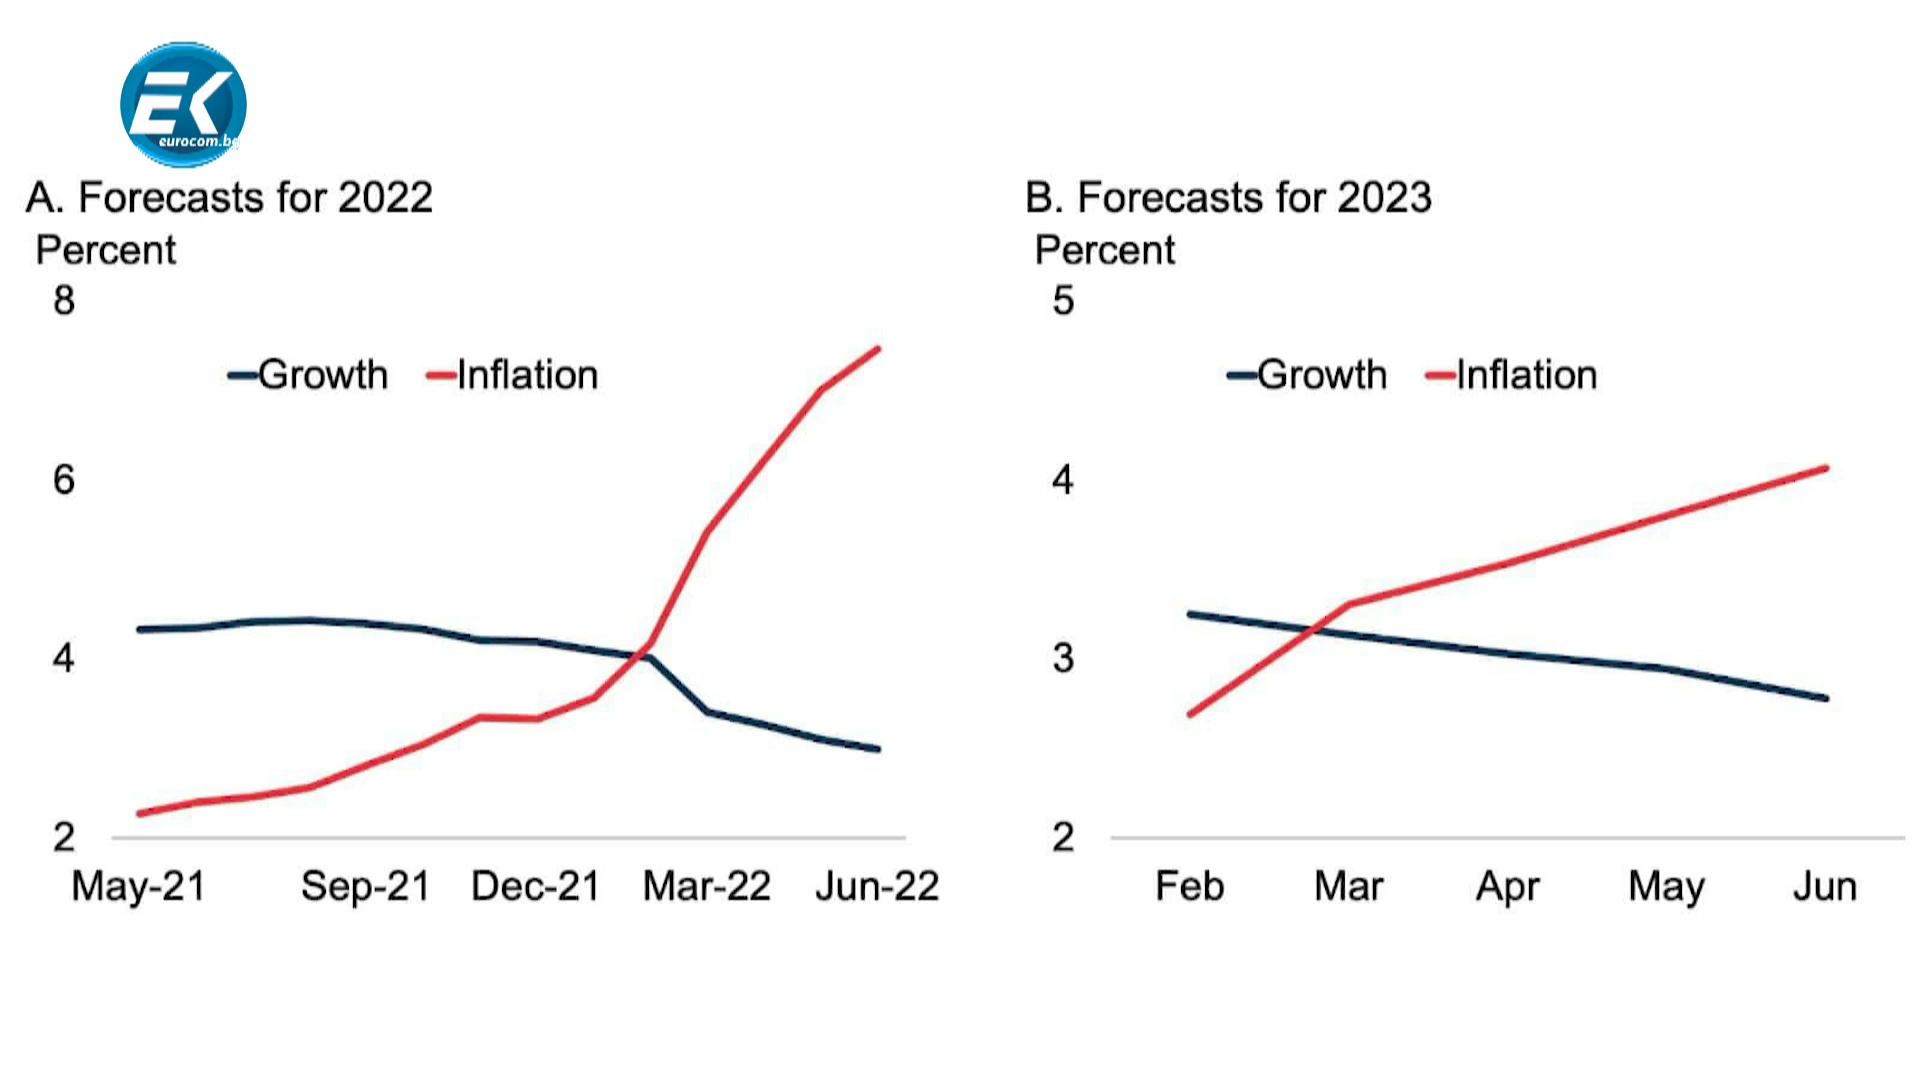 EK
eurocom.bg
A. Forecasts for 2022
Percent
8
Growth Inflation
6
4
2
May-21 Sep-21 Dec-21 Mar-22 Jun-22
B. Forecasts for 2023
Percent
5
Growth Inflation
4
3
2
Feb Mar Apr May Jun